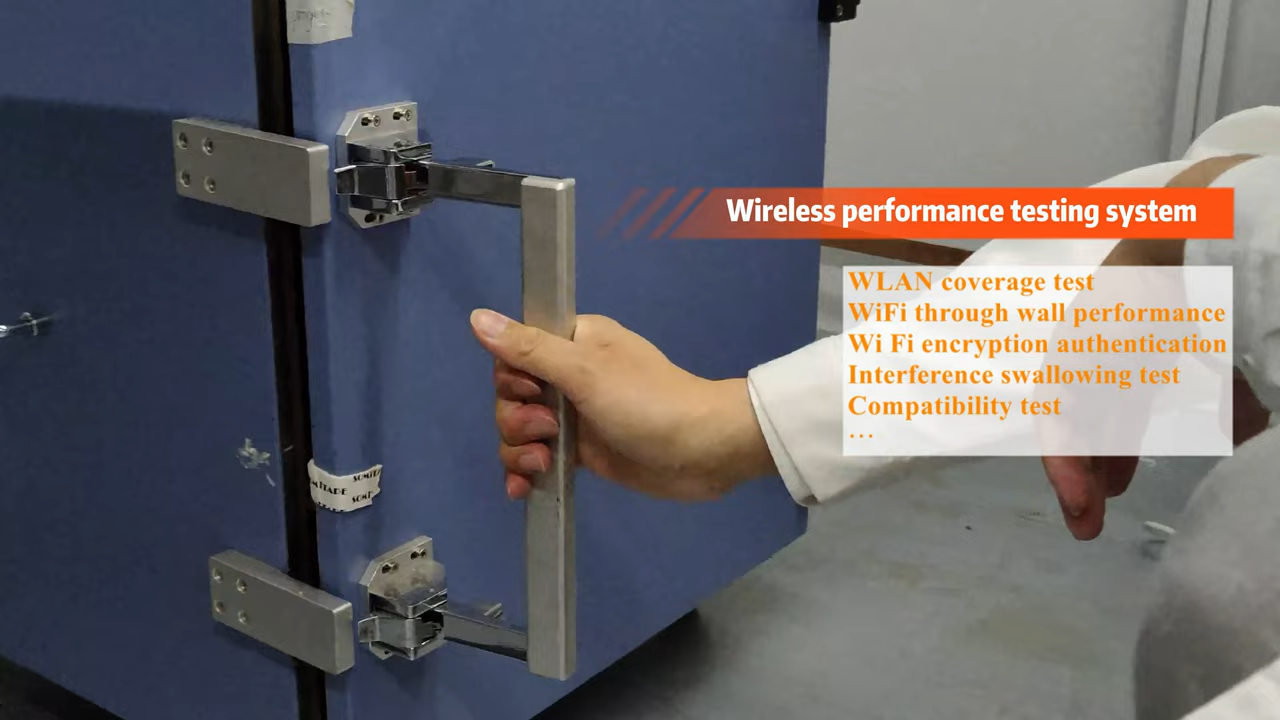 Wireless performance testing system
WLAN coverage test
WiFi through wall performance
Wi Fi encryption authentication
Interference swallowing test
Compatibility test
…